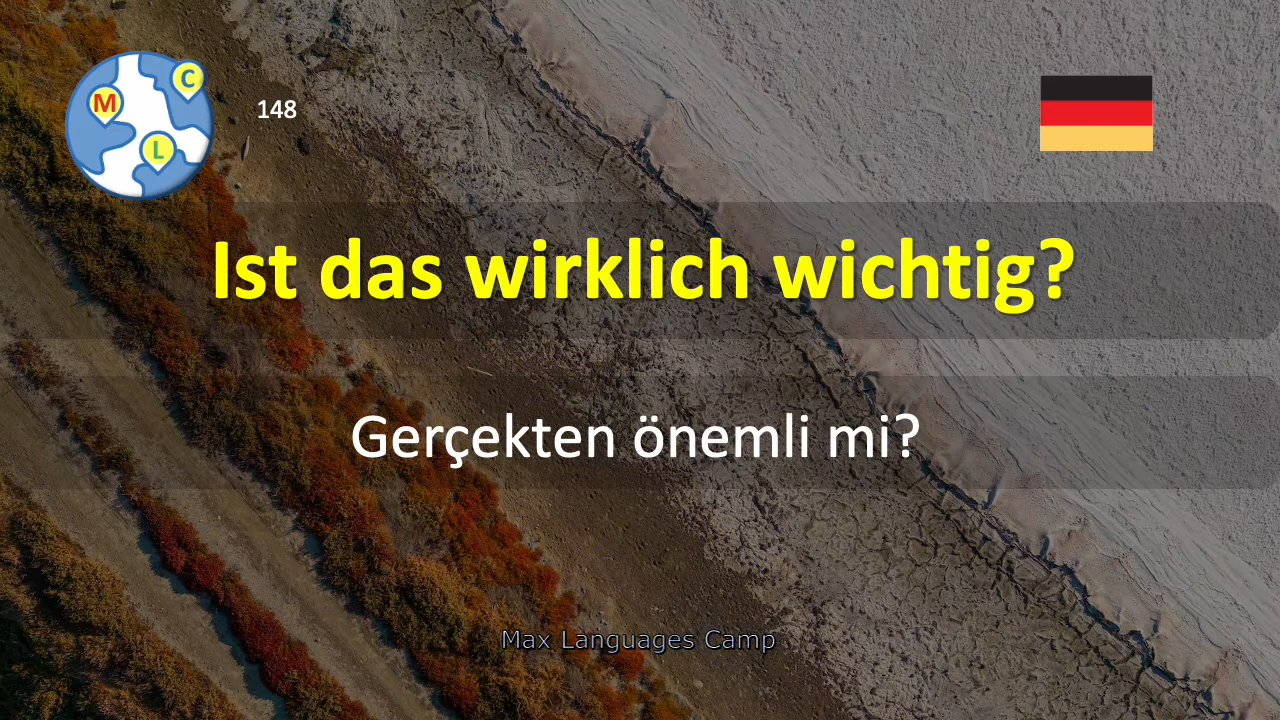 M
C
L
148
Ist das wirklich wichtig?
Gerçekten önemli mi?
Max Languages Camp